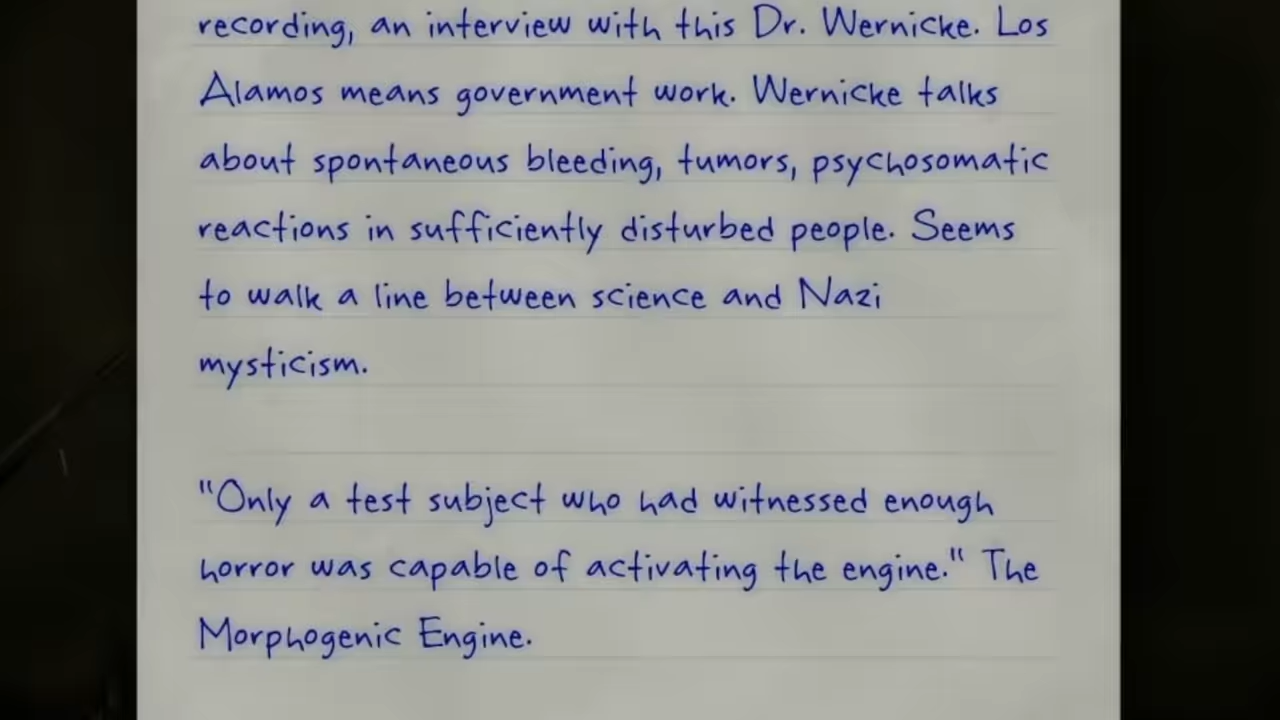 recording, an interview with this Dr. Wernicke. Los
Alamos means government work. Wernicke talks
about spontaneous bleeding, tumors, psychosomatic
reactions in sufficiently disturbed people. Seems
to walk a line between science and Nazi
mysticism.
"Only a test subject who had witnessed enough
horror was capable of activating the engine." The
Morphogenic Engine.